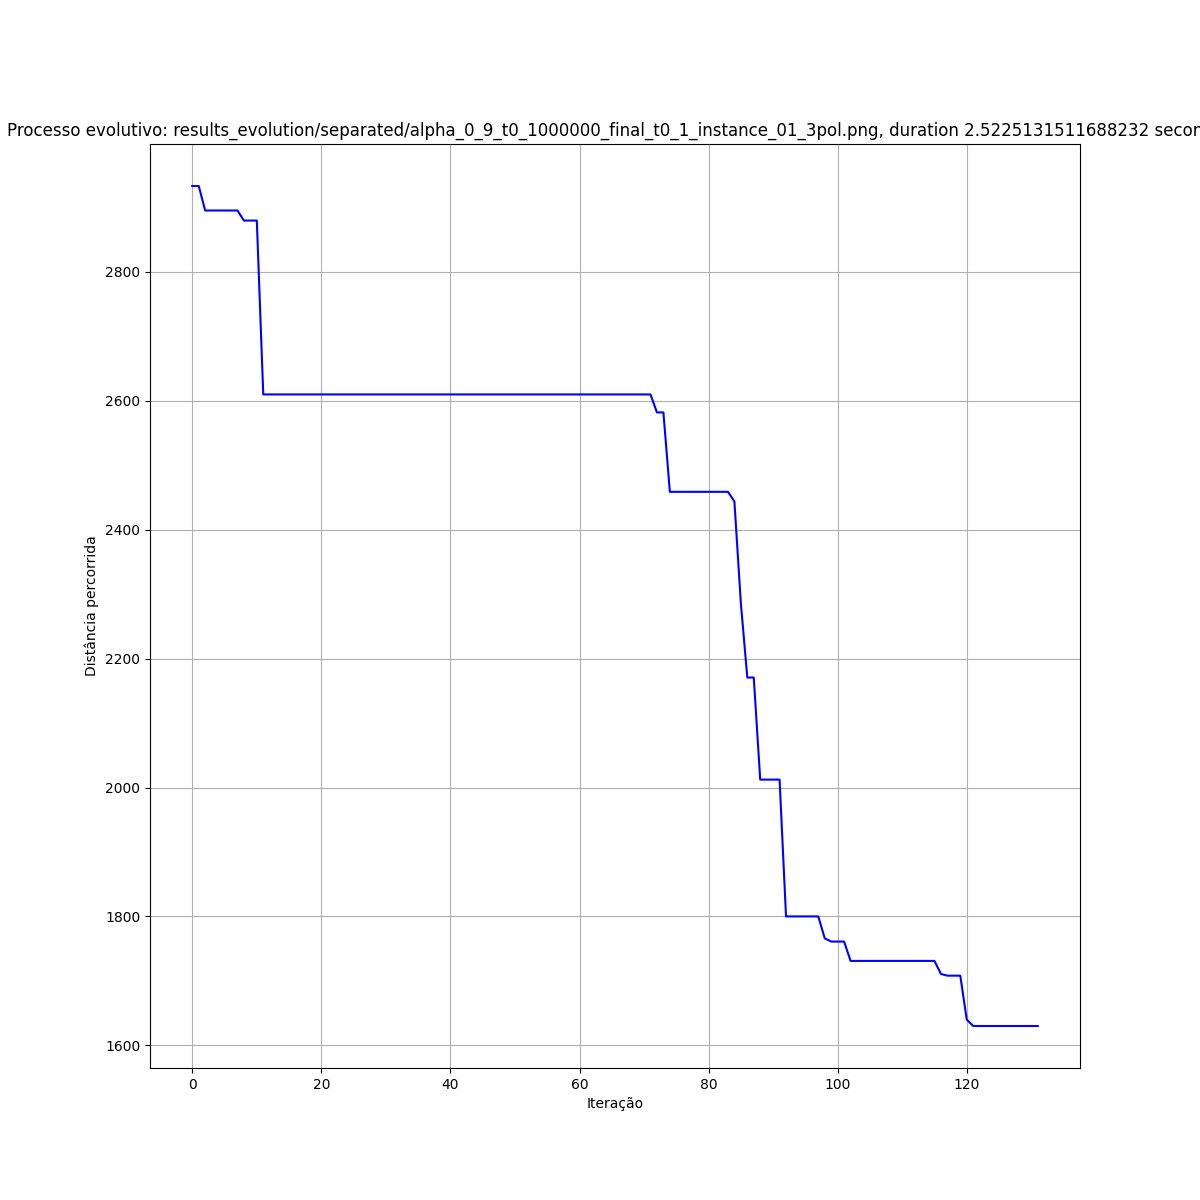 Processo evolutivo: results_evolution/separated/alpha_0_9_t0_1000000_final_t0_1_instance_01_3pol.png, duration 2.5225131511688232 secon
2800
2600
2400
2200
2000
1800
1600
Distância percorrida
0 20 40 60 80 100 120
Iteração